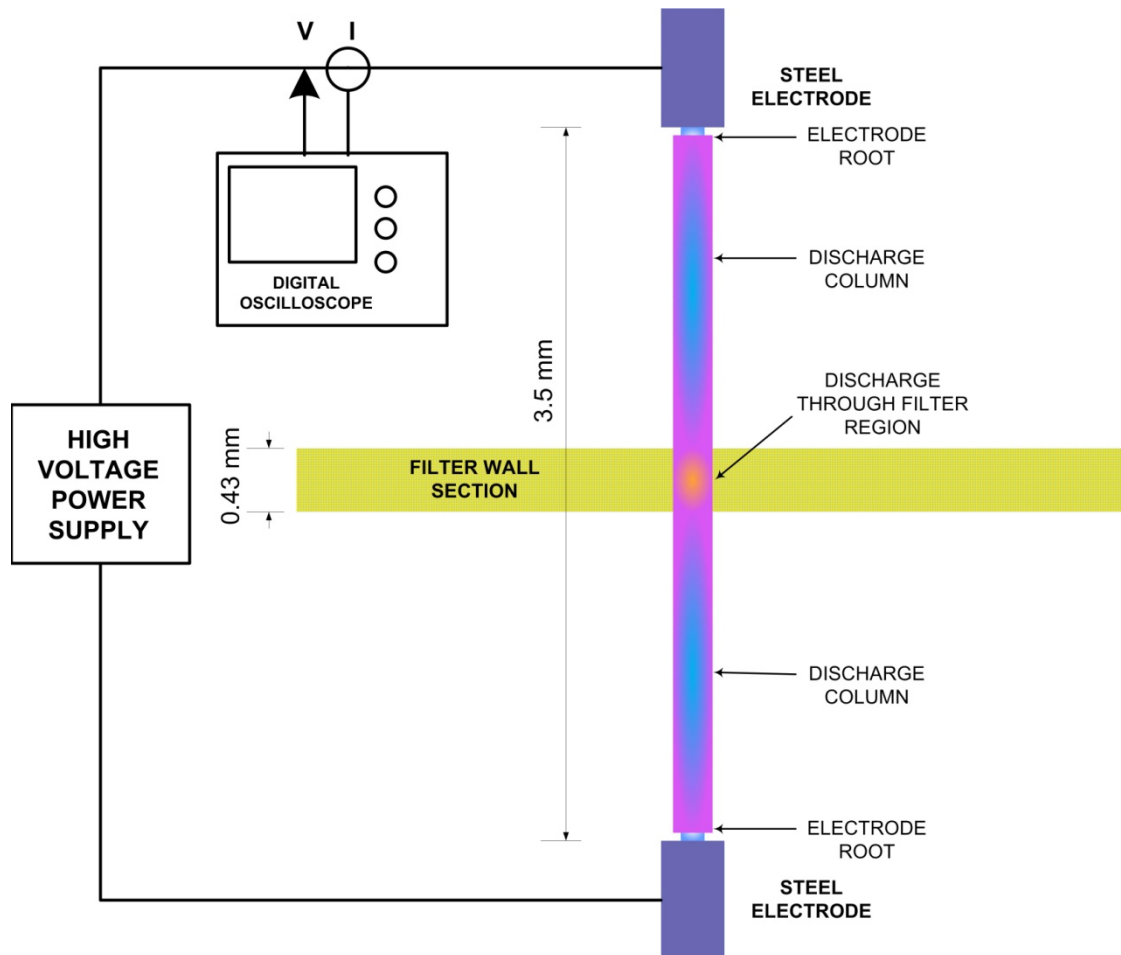 V I
STEEL
ELECTRODE
ELECTRODE
ROOT
DISCHARGE
COLUMN
DIGITAL
OSCILLOSCOPE
3.5 mm
DISCHARGE
THROUGH FILTER
REGION
HIGH
VOLTAGE
POWER
SUPPLY
0.43 mm
FILTER WALL
SECTION
DISCHARGE
COLUMN
ELECTRODE
ROOT
STEEL
ELECTRODE